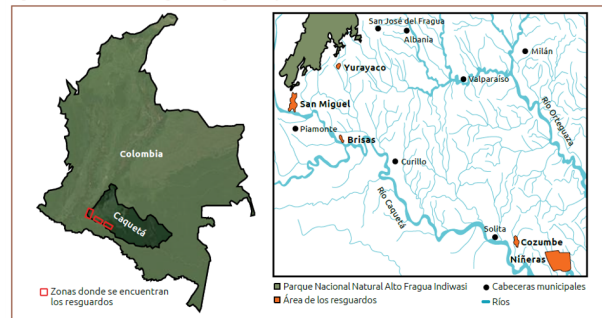 Colombia
Caquetá
Zonas donde se encuentran
los resguardos
San José del Fragua
Albania
Milán
Yurayaco
Valparaíso
San Miguel
Río Orteguaza
Piamonte
Brisas
Curillo
Río Caquetá
Solita
Cozumbe
Niñeras
Parque Nacional Natural Alto Fragua Indiwasi
Cabeceras municipales
Área de los resguardos
Ríos